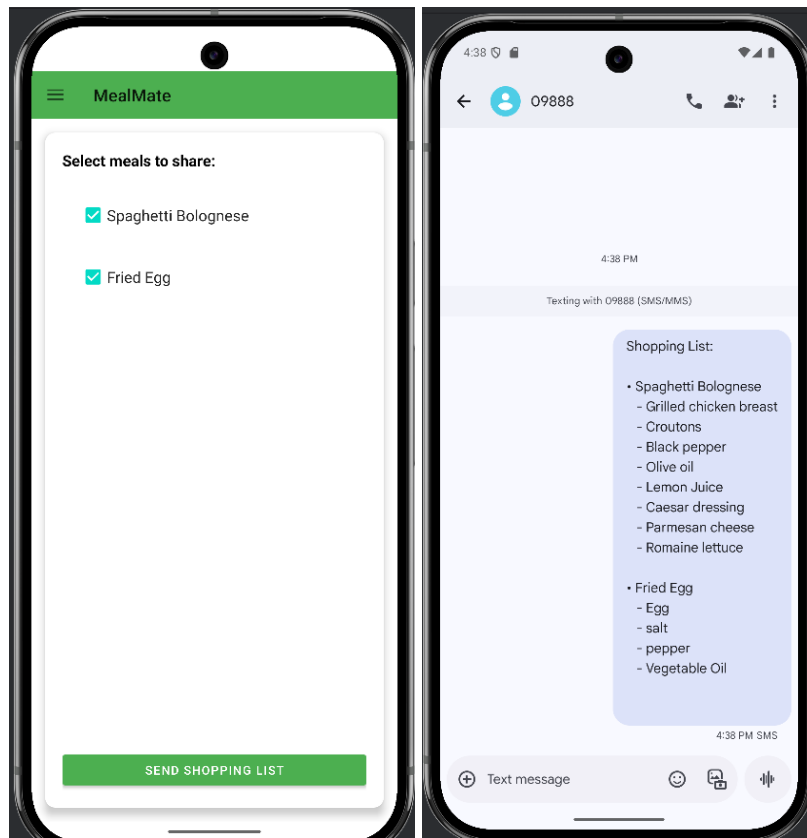 MealMate
Select meals to share:
Spaghetti Bolognese
Fried Egg
SEND SHOPPING LIST
4:38
09888
4:38 PM
Texting with 09888 (SMS/MMS)
Shopping List:
• Spaghetti Bolognese
- Grilled chicken breast
- Croutons
- Black pepper
- Olive oil
- Lemon Juice
- Caesar dressing
- Parmesan cheese
- Romaine lettuce
• Fried Egg
- Egg
- salt
- pepper
- Vegetable Oil
4:38 PM SMS
Text message